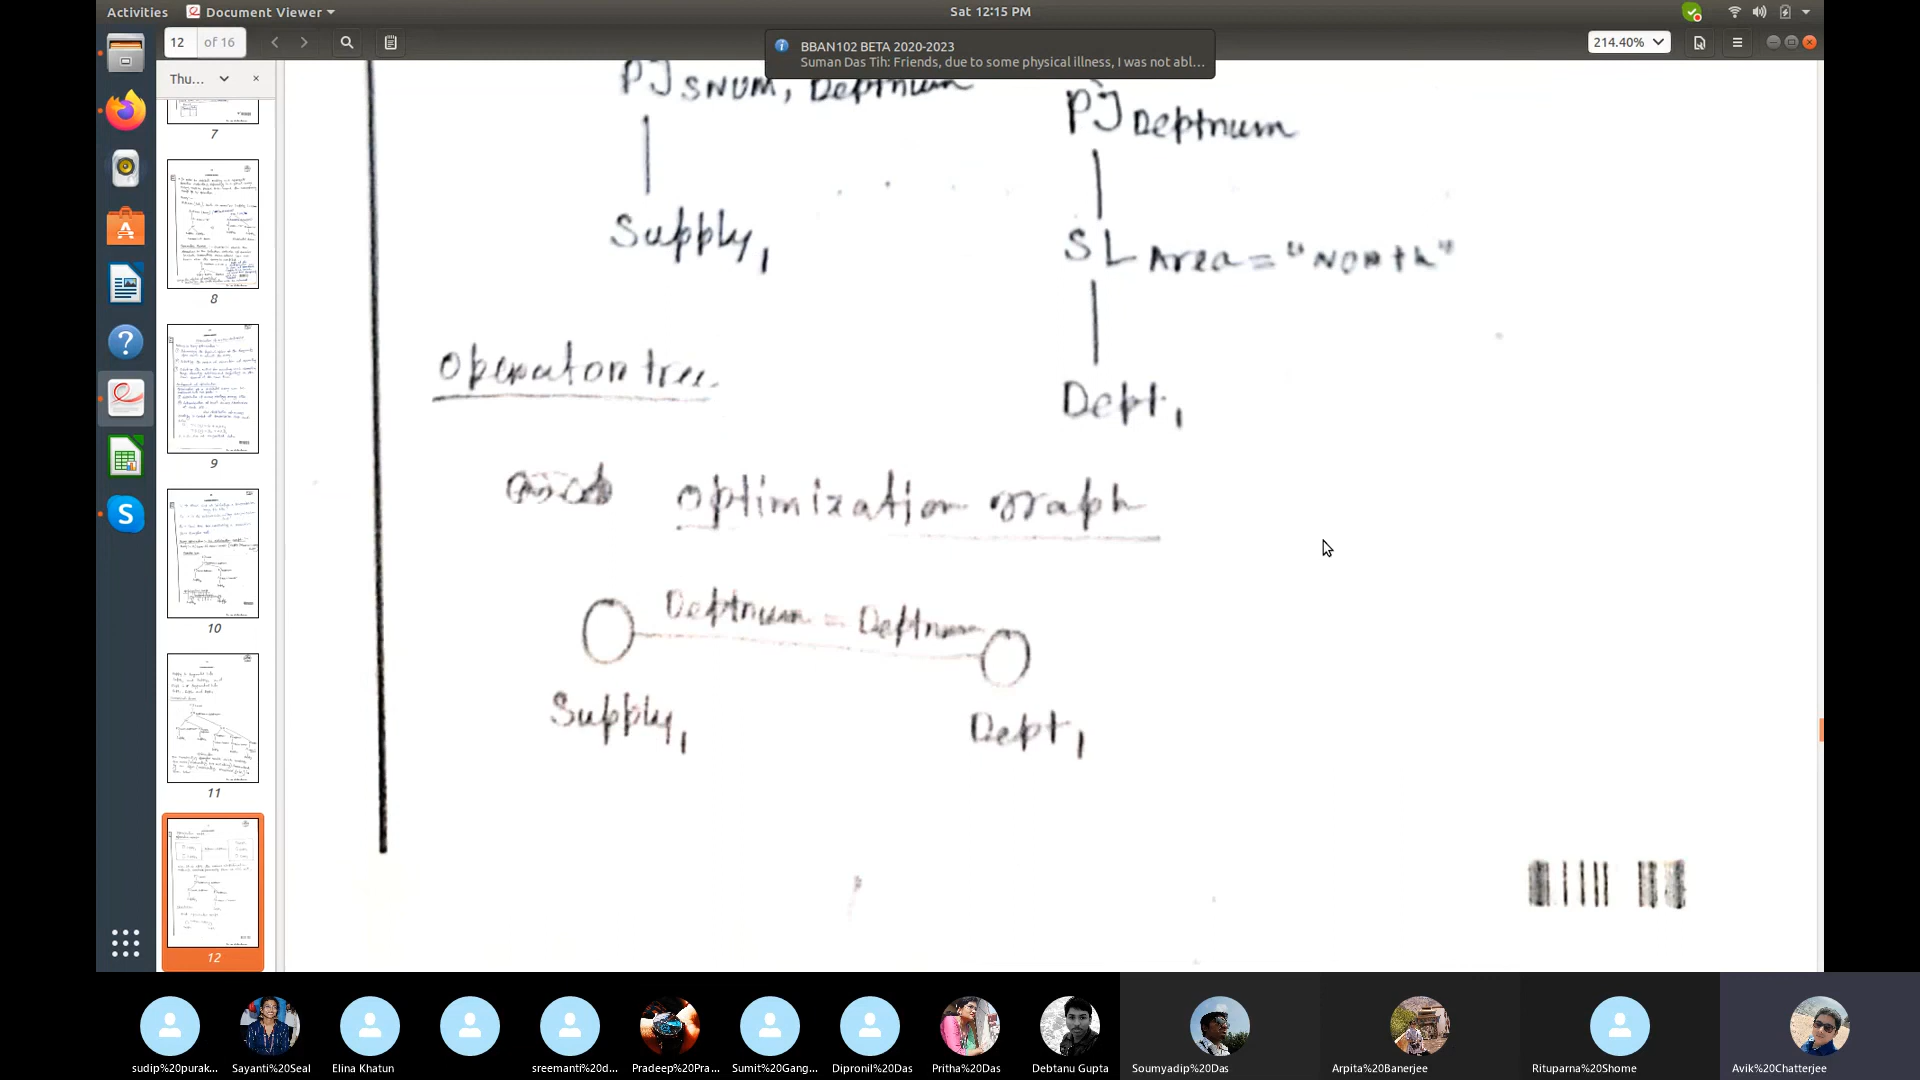 Activities
Document Viewer
Sat 12:15 PM
12 of 16
214.40%
BBAN102 BETA 2020-2023
Suman Das Tih: Friends, due to some physical illness, I was not abl...
Thu...
7
8
9
10
11
12
PJ SNUM, Deptnum
PJ Deptnum
Supply1
SL Area = "North"
Operator tree
Dept1
Optimization graph
Deptnum = Deptnum
Supply1
Dept1
sudip%20purak...
Sayanti%20Seal
Elina Khatun
sreemanti%20d...
Pradeep%20Pra...
Sumit%20Gang...
Dipronil%20Das
Pritha%20Das
Debtanu Gupta
Soumyadip%20Das
Arpita%20Banerjee
Rituparna%20Shome
Avik%20Chatterjee